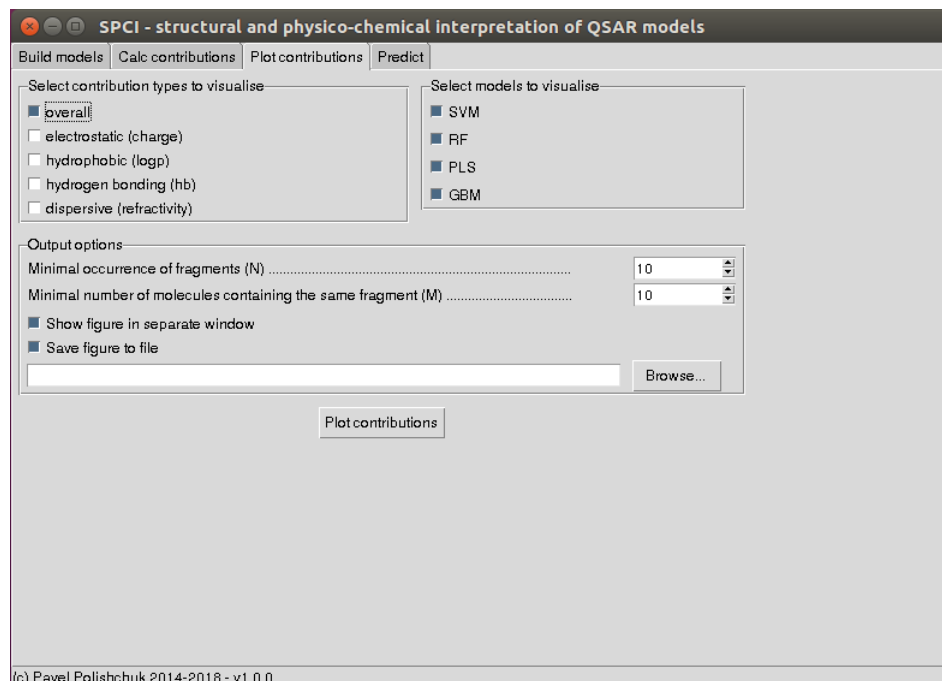 SPCI - structural and physico-chemical interpretation of QSAR models
Build models Calc contributions Plot contributions Predict
Select contribution types to visualise
overall
electrostatic (charge)
hydrophobic (logp)
hydrogen bonding (hb)
dispersive (refractivity)
Select models to visualise
SVM
RF
PLS
GBM
Output options
Minimal occurrence of fragments (N) ........................................................................... 10
Minimal number of molecules containing the same fragment (M) ................................... 10
Show figure in separate window
Save figure to file
Browse...
Plot contributions
(c) Pavel Polishchuk 2014-2018 - v1.0.0